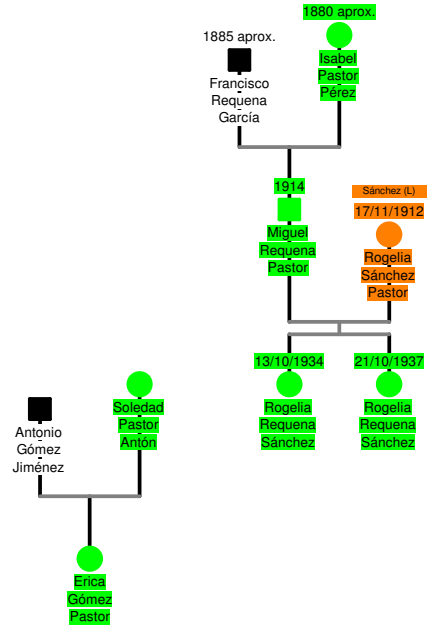 1880 aprox.
1885 aprox.
Isabel
Pastor
Pérez
Francisco
Requena
García
1914
Miguel
Requena
Pastor
Sánchez (L)
17/11/1912
Rogelia
Sánchez
Pastor
13/10/1934
Rogelia
Requena
Sánchez
21/10/1937
Rogelia
Requena
Sánchez
Antonio
Gómez
Jiménez
Soledad
Pastor
Antón
Erica
Gómez
Pastor